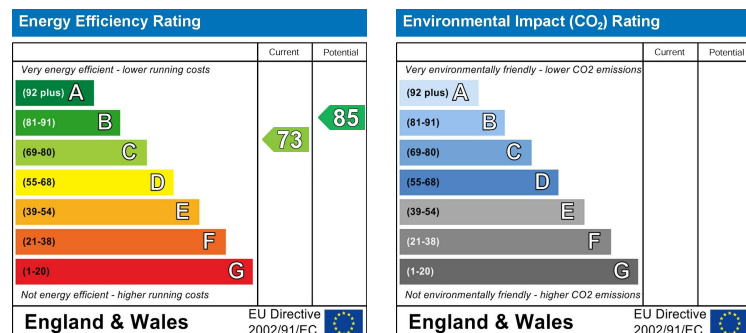 Energy Efficiency Rating
Current Potential
Very energy efficient - lower running costs
(92 plus) A
(81-91) B
(69-80) C
(55-68) D
(39-54) E
(21-38) F
(1-20) G
73
85
Not energy efficient - higher running costs
England & Wales
EU Directive
2002/91/EC
Environmental Impact (CO₂) Rating
Current Potential
Very environmentally friendly - lower CO2 emissions
(92 plus) A
(81-91) B
(69-80) C
(55-68) D
(39-54) E
(21-38) F
(1-20) G
Not environmentally friendly - higher CO2 emissions
England & Wales
EU Directive
2002/91/EC